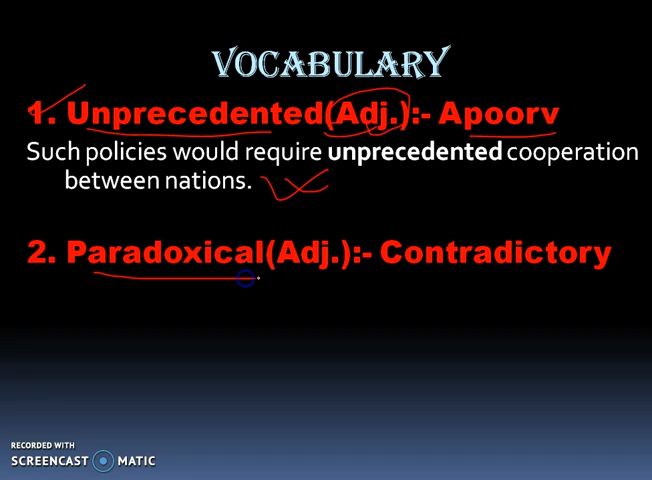 VOCABULARY
1. Unprecedented(Adj.):- Apoorv
Such policies would require unprecedented cooperation
between nations.
2. Paradoxical(Adj.):- Contradictory
RECORDED WITH
SCREENCAST MATIC